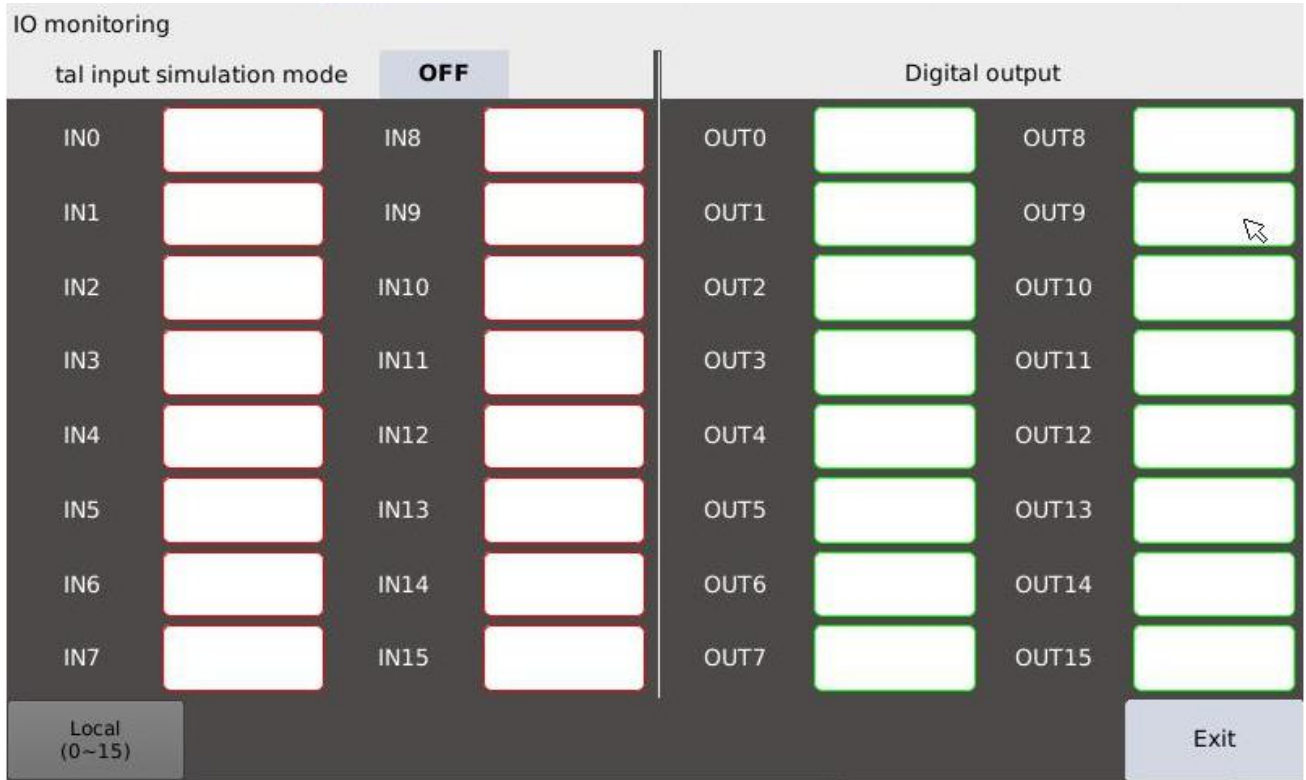 IO monitoring
tal input simulation mode OFF Digital output
IN0 IN8 OUT0 OUT8
IN1 IN9 OUT1 OUT9
IN2 IN10 OUT2 OUT10
IN3 IN11 OUT3 OUT11
IN4 IN12 OUT4 OUT12
IN5 IN13 OUT5 OUT13
IN6 IN14 OUT6 OUT14
IN7 IN15 OUT7 OUT15
Local
(0~15)
Exit